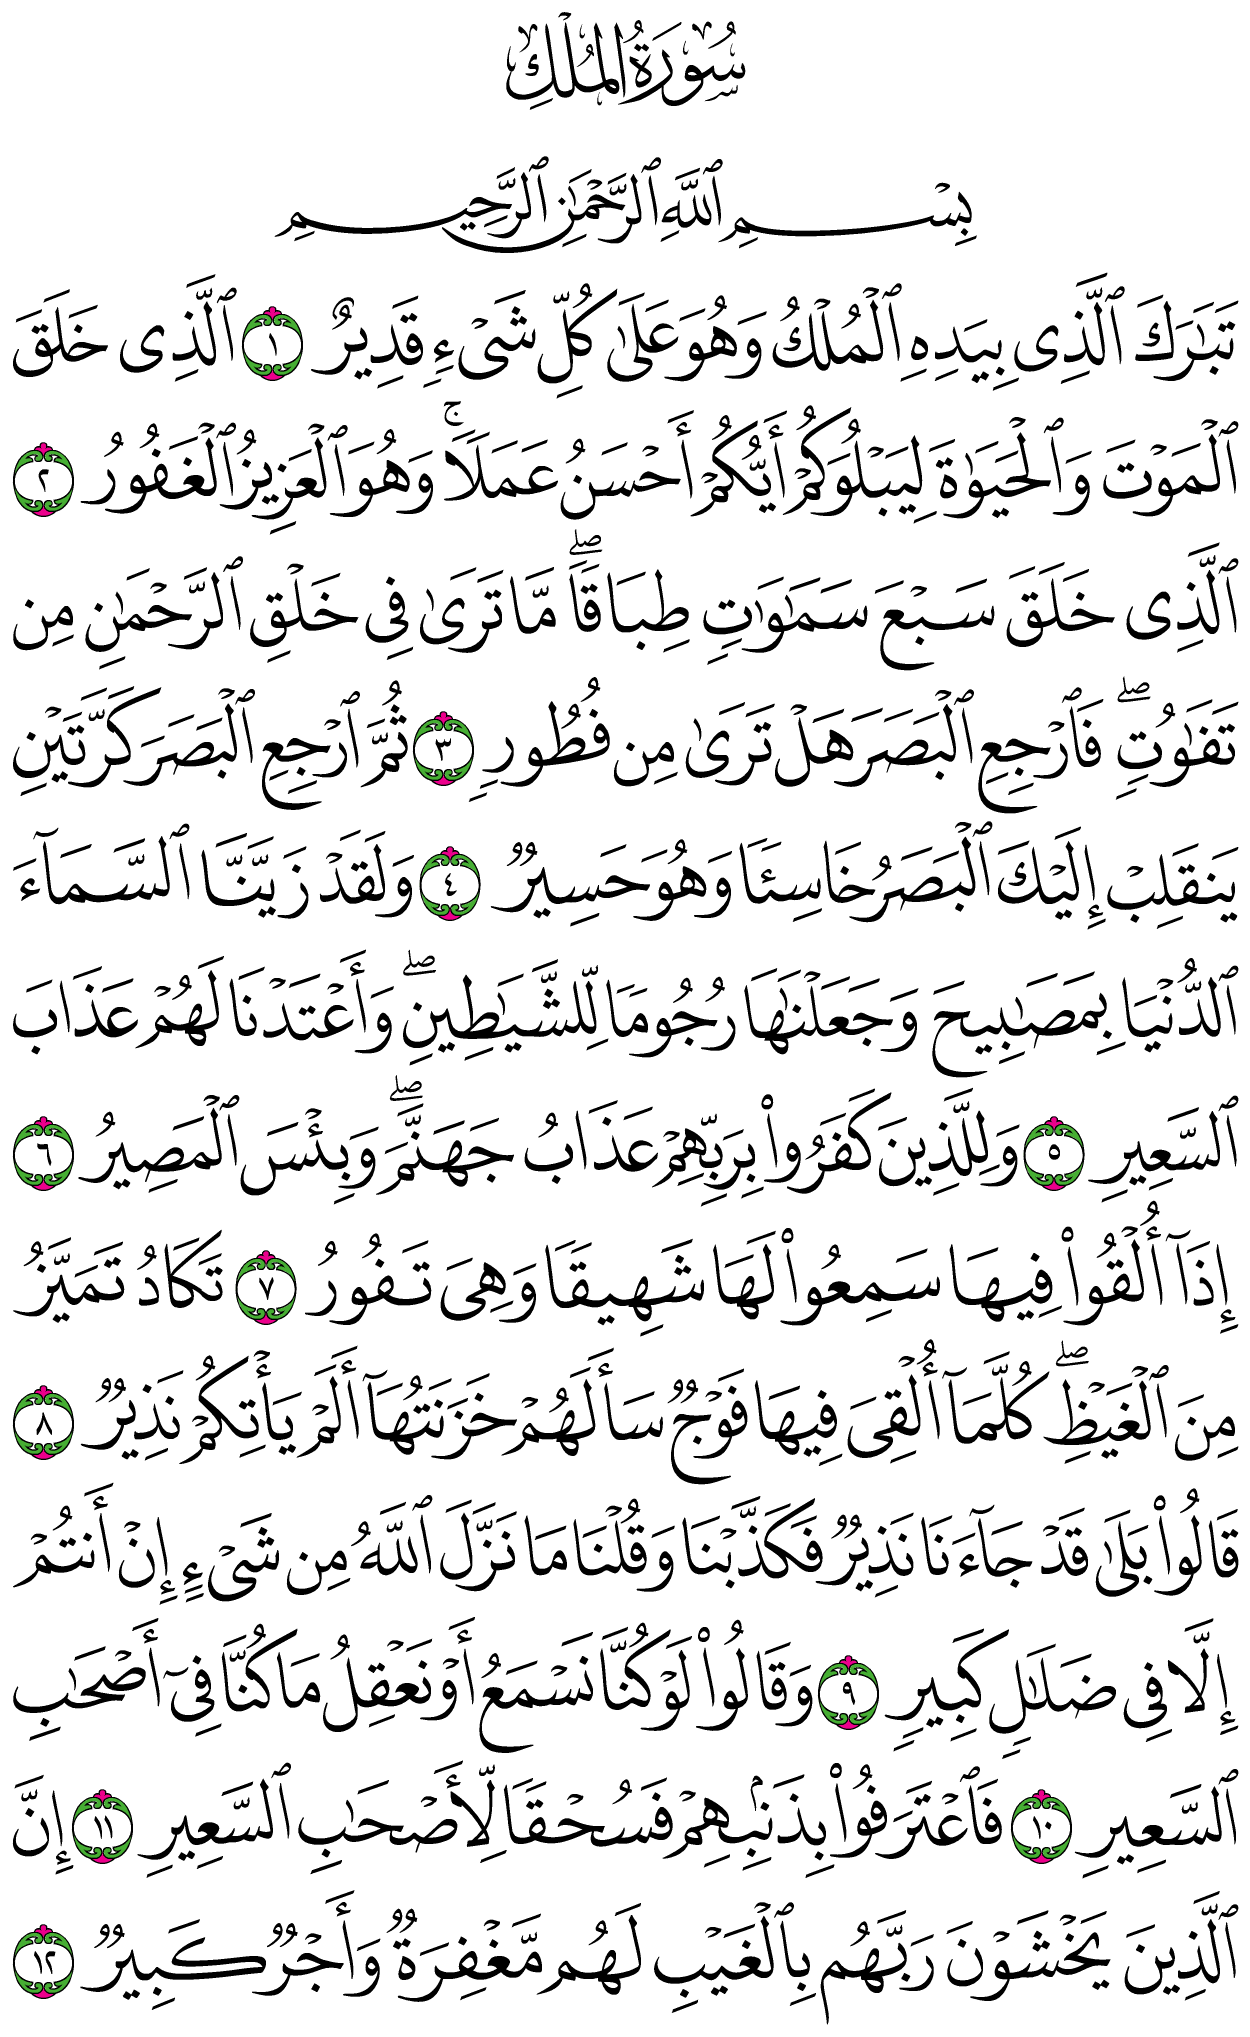 سُورَةُ المُلْكِ
بِسْمِ ٱللَّهِ ٱلرَّحْمَٰنِ ٱلرَّحِيمِ
تَبَٰرَكَ ٱلَّذِى بِيَدِهِ ٱلْمُلْكُ وَهُوَ عَلَىٰ كُلِّ شَىْءٍ قَدِيرٌ ١ ٱلَّذِى خَلَقَ
ٱلْمَوْتَ وَٱلْحَيَوٰةَ لِيَبْلُوَكُمْ أَيُّكُمْ أَحْسَنُ عَمَلًا ۚ وَهُوَ ٱلْعَزِيزُ ٱلْغَفُورُ ٢
ٱلَّذِى خَلَقَ سَبْعَ سَمَٰوَٰتٍ طِبَاقًا ۖ مَّا تَرَىٰ فِى خَلْقِ ٱلرَّحْمَٰنِ مِن
تَفَٰوُتٍ ۖ فَٱرْجِعِ ٱلْبَصَرَ هَلْ تَرَىٰ مِن فُطُورٍ ٣ ثُمَّ ٱرْجِعِ ٱلْبَصَرَ كَرَّتَيْنِ
يَنقَلِبْ إِلَيْكَ ٱلْبَصَرُ خَاسِئًا وَهُوَ حَسِيرٌ ٤ وَلَقَدْ زَيَّنَّا ٱلسَّمَآءَ
ٱلدُّنْيَا بِمَصَٰبِيحَ وَجَعَلْنَٰهَا رُجُومًا لِّلشَّيَٰطِينِ ۖ وَأَعْتَدْنَا لَهُمْ عَذَابَ
ٱلسَّعِيرِ ٥ وَلِلَّذِينَ كَفَرُوا۟ بِرَبِّهِمْ عَذَابُ جَهَنَّمَ ۖ وَبِئْسَ ٱلْمَصِيرُ ٦
إِذَآ أُلْقُوا۟ فِيهَا سَمِعُوا۟ لَهَا شَهِيقًا وَهِىَ تَفُورُ ٧ تَكَادُ تَمَيَّزُ
مِنَ ٱلْغَيْظِ ۖ كُلَّمَآ أُلْقِىَ فِيهَا فَوْجٌ سَأَلَهُمْ خَزَنَتُهَآ أَلَمْ يَأْتِكُمْ نَذِيرٌ ٨
قَالُوا۟ بَلَىٰ قَدْ جَآءَنَا نَذِيرٌ فَكَذَّبْنَا وَقُلْنَا مَا نَزَّلَ ٱللَّهُ مِن شَىْءٍ إِنْ أَنتُمْ
إِلَّا فِى ضَلَٰلٍ كَبِيرٍ ٩ وَقَالُوا۟ لَوْ كُنَّا نَسْمَعُ أَوْ نَعْقِلُ مَا كُنَّا فِىٓ أَصْحَٰبِ
ٱلسَّعِيرِ ١٠ فَٱعْتَرَفُوا۟ بِذَنۢبِهِمْ فَسُحْقًا لِّأَصْحَٰبِ ٱلسَّعِيرِ ١١ إِنَّ
ٱلَّذِينَ يَخْشَوْنَ رَبَّهُم بِٱلْغَيْبِ لَهُم مَّغْفِرَةٌ وَأَجْرٌ كَبِيرٌ ١٢